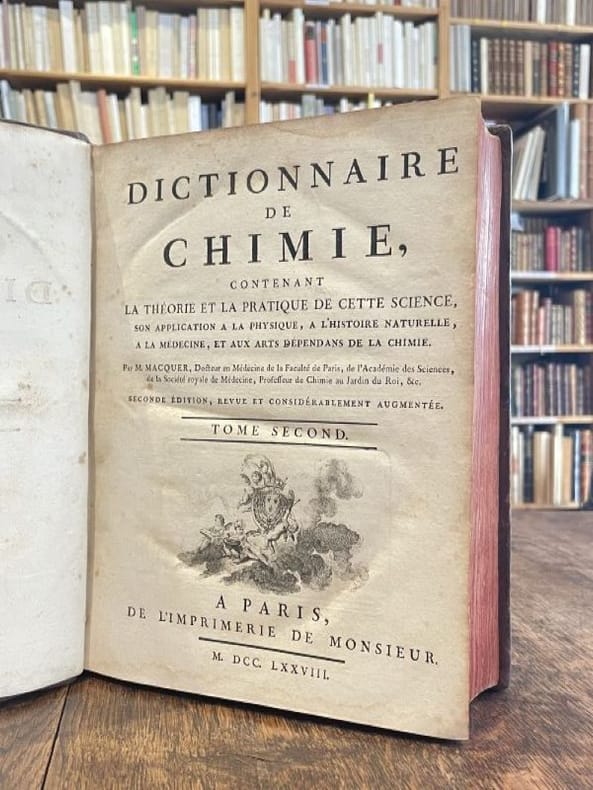 DICTIONNAIRE
DE
CHIMIE,
CONTENANT
LA THÉORIE ET LA PRATIQUE DE CETTE SCIENCE,
SON APPLICATION A LA PHYSIQUE, A L'HISTOIRE NATURELLE,
A LA MÉDECINE, ET AUX ARTS DÉPENDANS DE LA CHIMIE.
Par M. MACQUER, Docteur en Médecine de la Faculté de Paris, de l'Académie des Sciences,
de la Société royale de Médecine, Professeur de Chimie au Jardin du Roi, &c.
SECONDE ÉDITION, REVUE ET CONSIDÉRABLEMENT AUGMENTÉE.
TOME SECOND.
A PARIS,
DE L'IMPRIMERIE DE MONSIEUR.
M. DCC. LXXVIII.